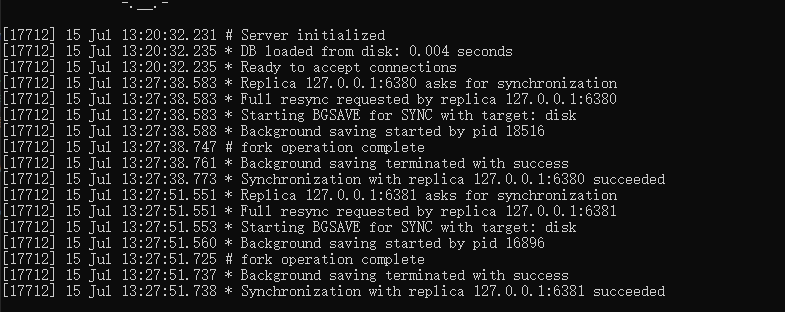 -.__.-
[17712] 15 Jul 13:20:32.231 # Server initialized
[17712] 15 Jul 13:20:32.235 * DB loaded from disk: 0.004 seconds
[17712] 15 Jul 13:20:32.235 * Ready to accept connections
[17712] 15 Jul 13:27:38.583 * Replica 127.0.0.1:6380 asks for synchronization
[17712] 15 Jul 13:27:38.583 * Full resync requested by replica 127.0.0.1:6380
[17712] 15 Jul 13:27:38.583 * Starting BGSAVE for SYNC with target: disk
[17712] 15 Jul 13:27:38.588 * Background saving started by pid 18516
[17712] 15 Jul 13:27:38.747 # fork operation complete
[17712] 15 Jul 13:27:38.761 * Background saving terminated with success
[17712] 15 Jul 13:27:38.773 * Synchronization with replica 127.0.0.1:6380 succeeded
[17712] 15 Jul 13:27:51.551 * Replica 127.0.0.1:6381 asks for synchronization
[17712] 15 Jul 13:27:51.551 * Full resync requested by replica 127.0.0.1:6381
[17712] 15 Jul 13:27:51.553 * Starting BGSAVE for SYNC with target: disk
[17712] 15 Jul 13:27:51.560 * Background saving started by pid 16896
[17712] 15 Jul 13:27:51.725 # fork operation complete
[17712] 15 Jul 13:27:51.737 * Background saving terminated with success
[17712] 15 Jul 13:27:51.738 * Synchronization with replica 127.0.0.1:6381 succeeded